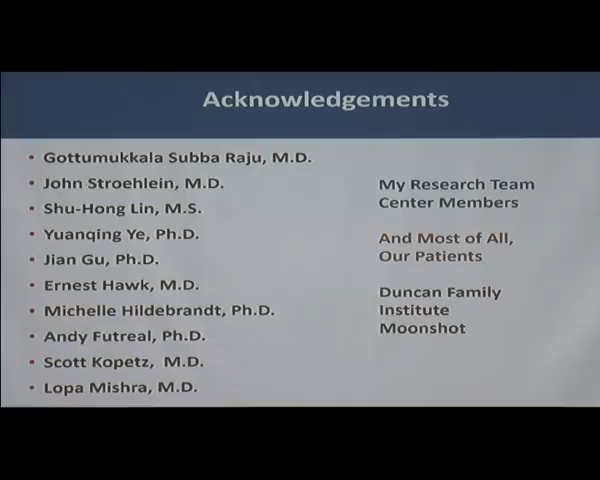 Acknowledgements
• Gottumukkala Subba Raju, M.D.
• John Stroehlein, M.D.
• Shu-Hong Lin, M.S.
• Yuanqing Ye, Ph.D.
• Jian Gu, Ph.D.
• Ernest Hawk, M.D.
• Michelle Hildebrandt, Ph.D.
• Andy Futreal, Ph.D.
• Scott Kopetz, M.D.
• Lopa Mishra, M.D.
My Research Team
Center Members
And Most of All,
Our Patients
Duncan Family
Institute
Moonshot